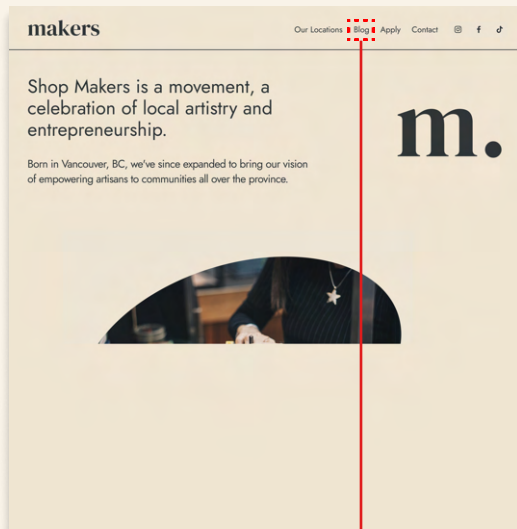 makers
Our Locations Blog Apply Contact
Shop Makers is a movement, a
celebration of local artistry and
entrepreneurship.
m.
Born in Vancouver, BC, we've since expanded to bring our vision
of empowering artisans to communities all over the province.